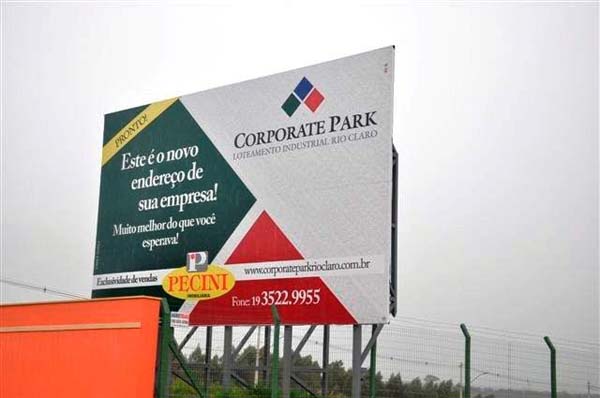 PRONTO!
Este é o novo
endereço de
sua empresa!
Muito melhor do que você
esperava!
CORPORATE PARK
LOTEAMENTO INDUSTRIAL RIO CLARO
Exclusividade de vendas
P
PECINI
IMOBILIÁRIA
www.corporateparkrioclaro.com.br
Fone: 19 3522.9955